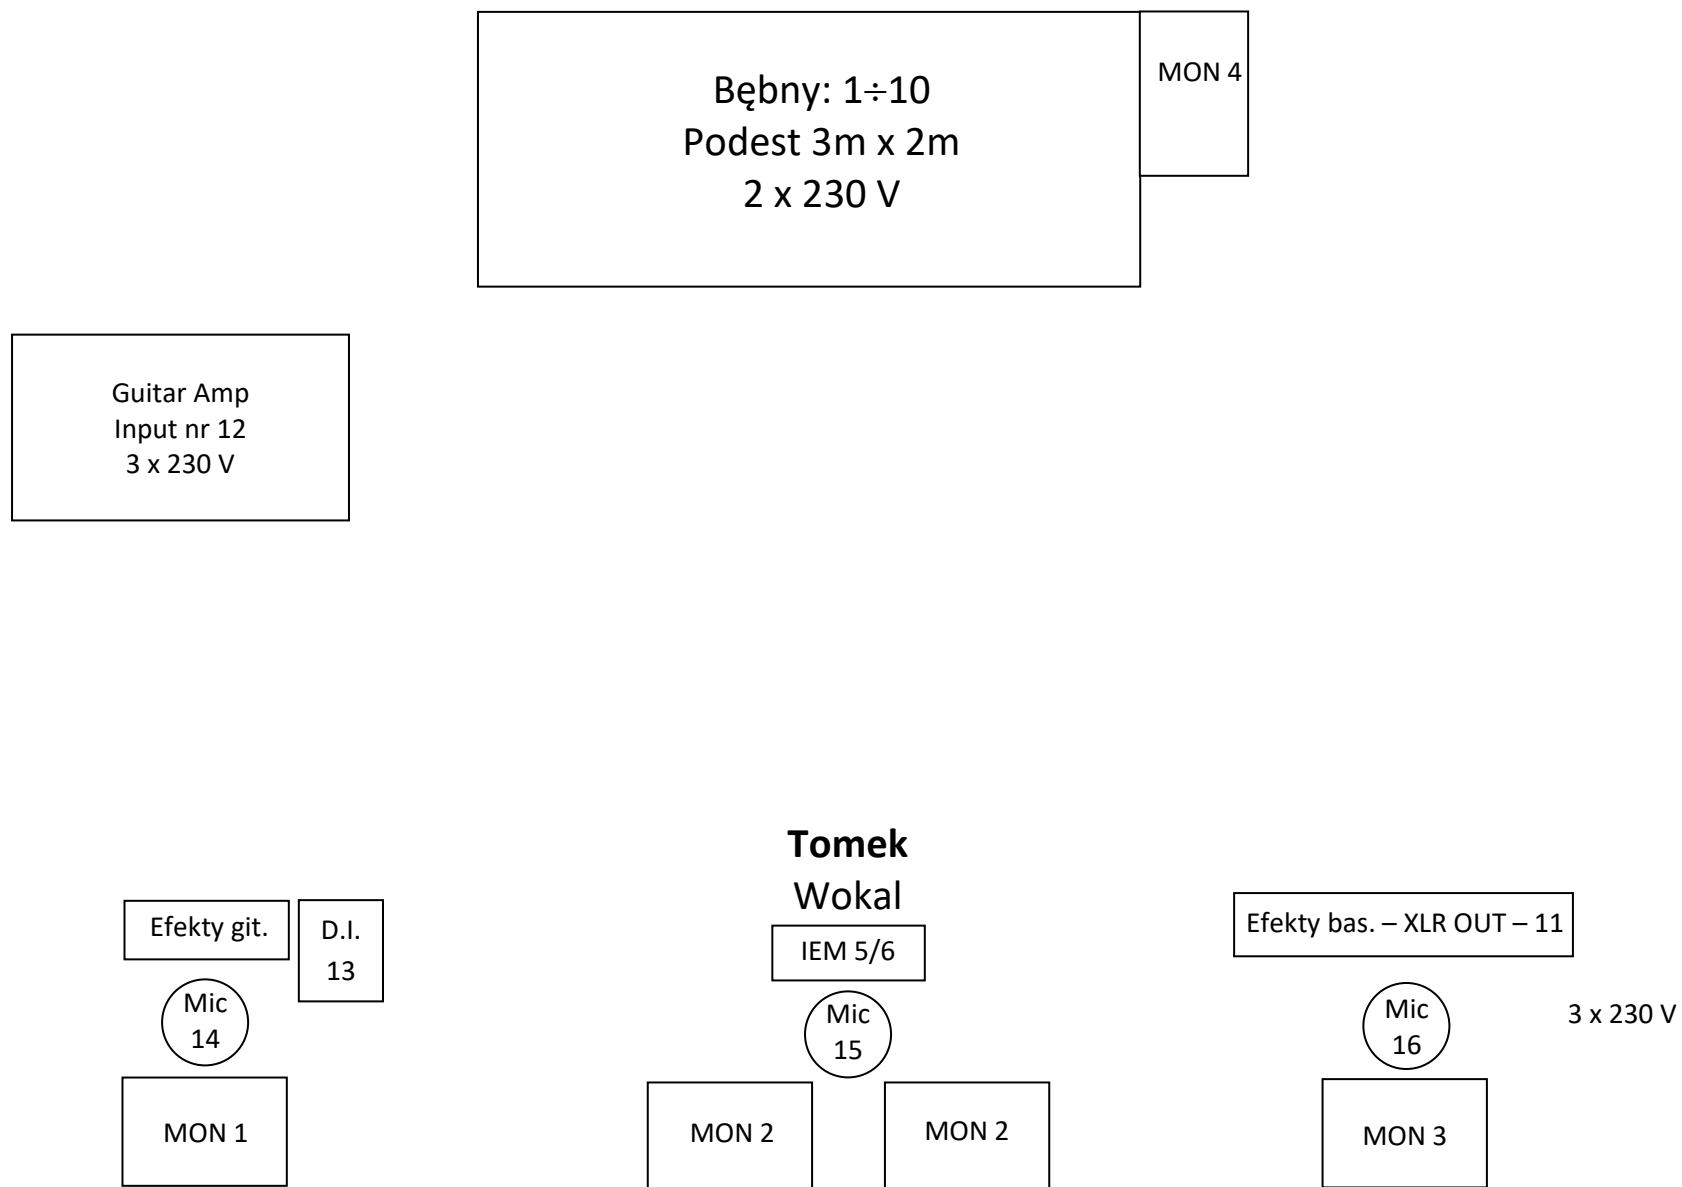 Bębny: 1÷10
Podest 3m x 2m
2 x 230 V
MON 4
Guitar Amp
Input nr 12
3 x 230 V
Tomek
Wokal
IEM 5/6
Efekty git.
D.I.
13
Efekty bas. – XLR OUT – 11
Mic
14
Mic
15
Mic
16
3 x 230 V
MON 1
MON 2
MON 2
MON 3